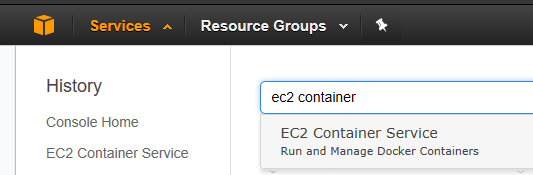 Services Resource Groups
History
Console Home
EC2 Container Service
ec2 container
EC2 Container Service
Run and Manage Docker Containers